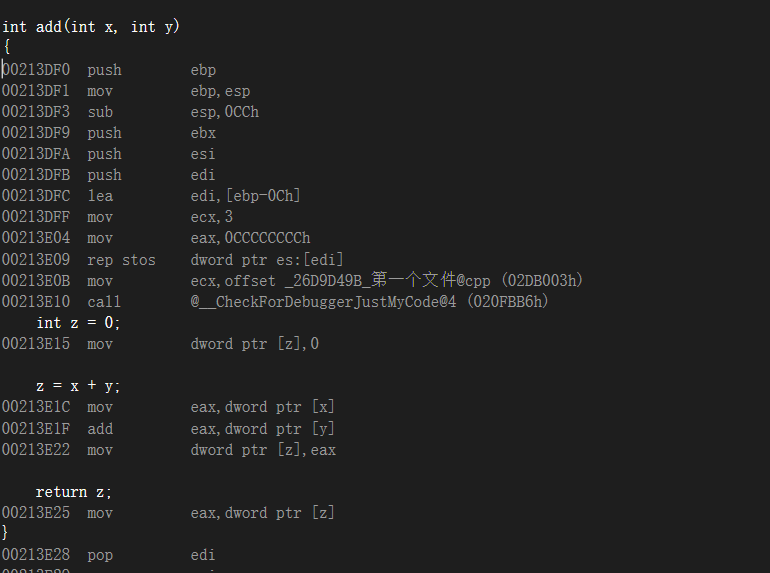 int add(int x, int y)
{
00213DF0  push        ebp
00213DF1  mov         ebp,esp
00213DF3  sub         esp,0CCh
00213DF9  push        ebx
00213DFA  push        esi
00213DFB  push        edi
00213DFC  lea         edi,[ebp-0Ch]
00213DFF  mov         ecx,3
00213E04  mov         eax,0CCCCCCCCh
00213E09  rep stos    dword ptr es:[edi]
00213E0B  mov         ecx,offset _26D9D49B_第一个文件@cpp (02DB003h)
00213E10  call        @__CheckForDebuggerJustMyCode@4 (020FBB6h)
    int z = 0;
00213E15  mov         dword ptr [z],0
    z = x + y;
00213E1C  mov         eax,dword ptr [x]
00213E1F  add         eax,dword ptr [y]
00213E22  mov         dword ptr [z],eax
    return z;
00213E25  mov         eax,dword ptr [z]
}
00213E28  pop         edi